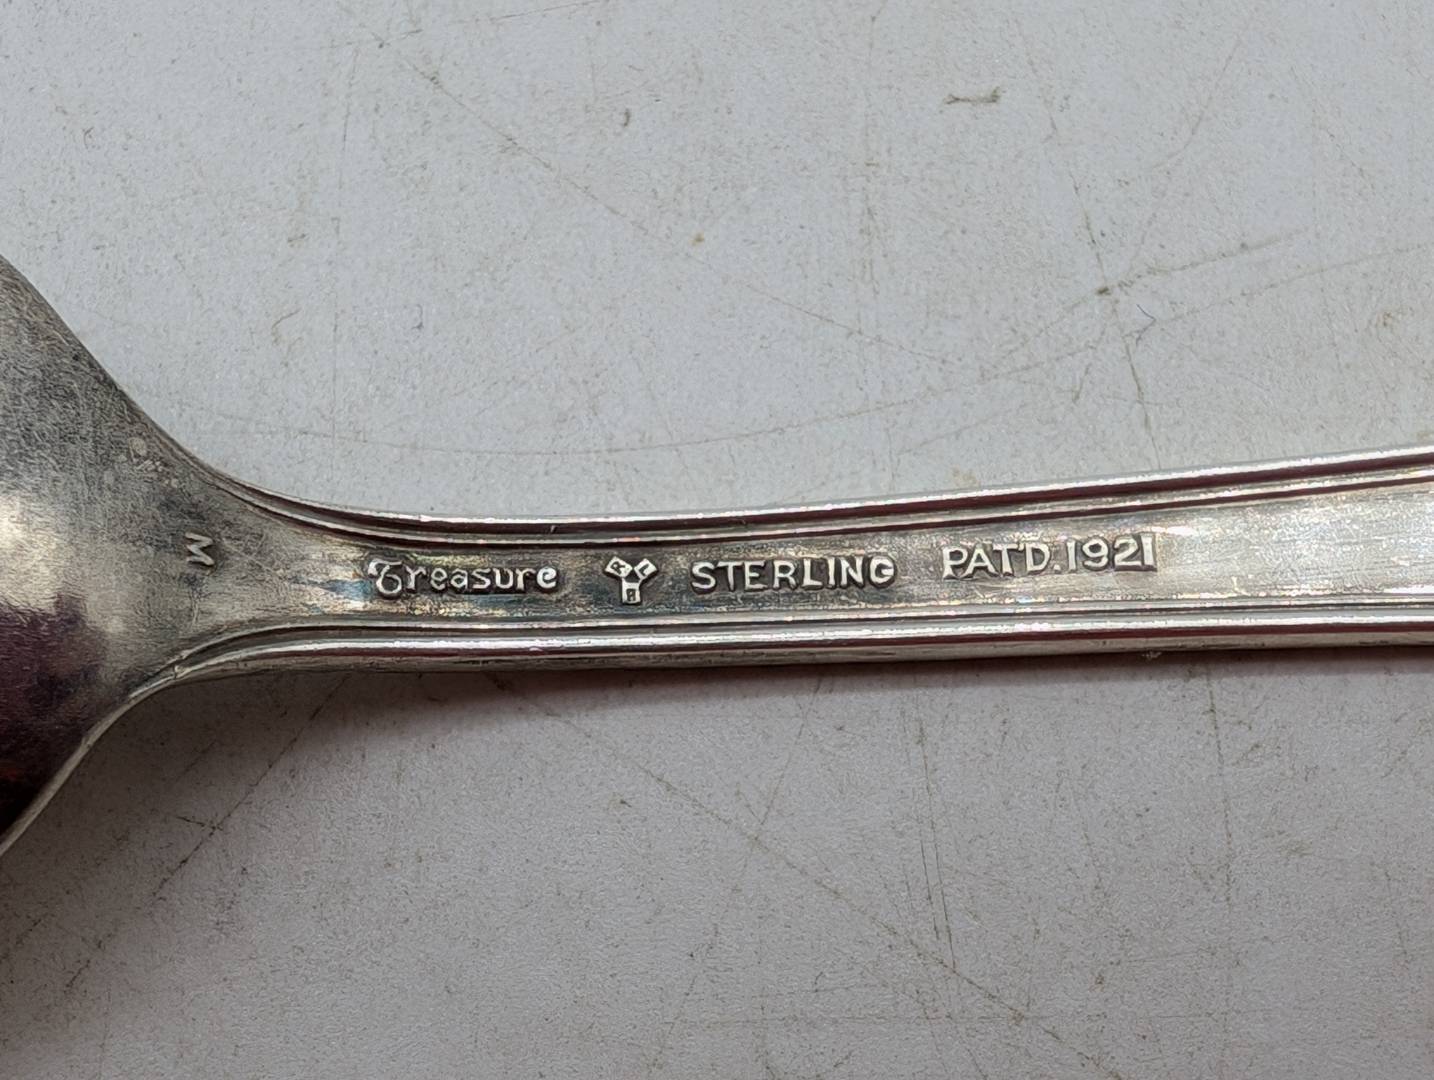 M
Treasure R L B STERLING PAT'D.1921